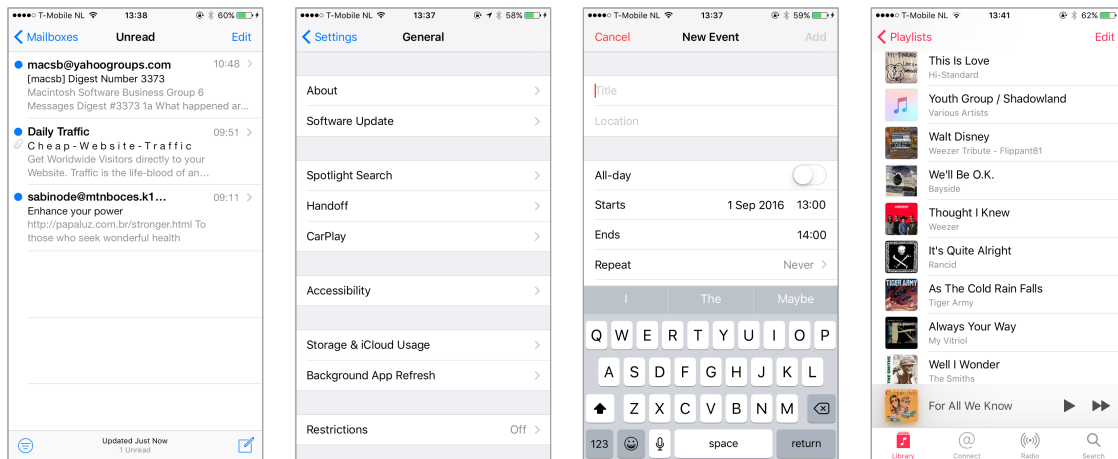 T-Mobile NL 13:38 60%
Mailboxes Unread Edit
macsb@yahoogroups.com 10:48
[macsb] Digest Number 3373
Macintosh Software Business Group 6
Messages Digest #3373 1a What happened ar...
Daily Traffic 09:51
C h e a p - W e b s i t e - T r a f f i c
Get Worldwide Visitors directly to your
Website. Traffic is the life-blood of an...
sabinode@mtnboces.k1... 09:11
Enhance your power
http://papaluz.com.br/stronger.html To
those who seek wonderful health
Updated Just Now
1 Unread
T-Mobile NL 13:37 58%
Settings General
About
Software Update
Spotlight Search
Handoff
CarPlay
Accessibility
Storage & iCloud Usage
Background App Refresh
Restrictions Off
T-Mobile NL 13:37 59%
Cancel New Event Add
Title
Location
All-day
Starts 1 Sep 2016 13:00
Ends 14:00
Repeat Never
I The Maybe
Q W E R T Y U I O P
A S D F G H J K L
Z X C V B N M
123 space return
T-Mobile NL 13:41 62%
Playlists Edit
This Is Love
Hi-Standard
Youth Group / Shadowland
Various Artists
Walt Disney
Weezer Tribute - Flippant81
We'll Be O.K.
Bayside
Thought I Knew
Weezer
It's Quite Alright
Rancid
TIGER ARMY
As The Cold Rain Falls
Tiger Army
Always Your Way
My Vitriol
THE SMITHS
Well I Wonder
The Smiths
For All We Know
Library Connect Radio Search